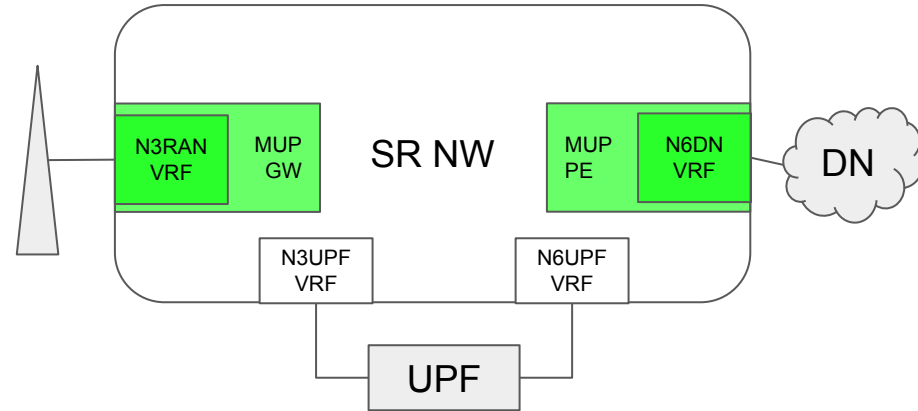 N3RAN
VRF
MUP
GW
SR NW
MUP
PE
N6DN
VRF
DN
N3UPF
VRF
N6UPF
VRF
UPF